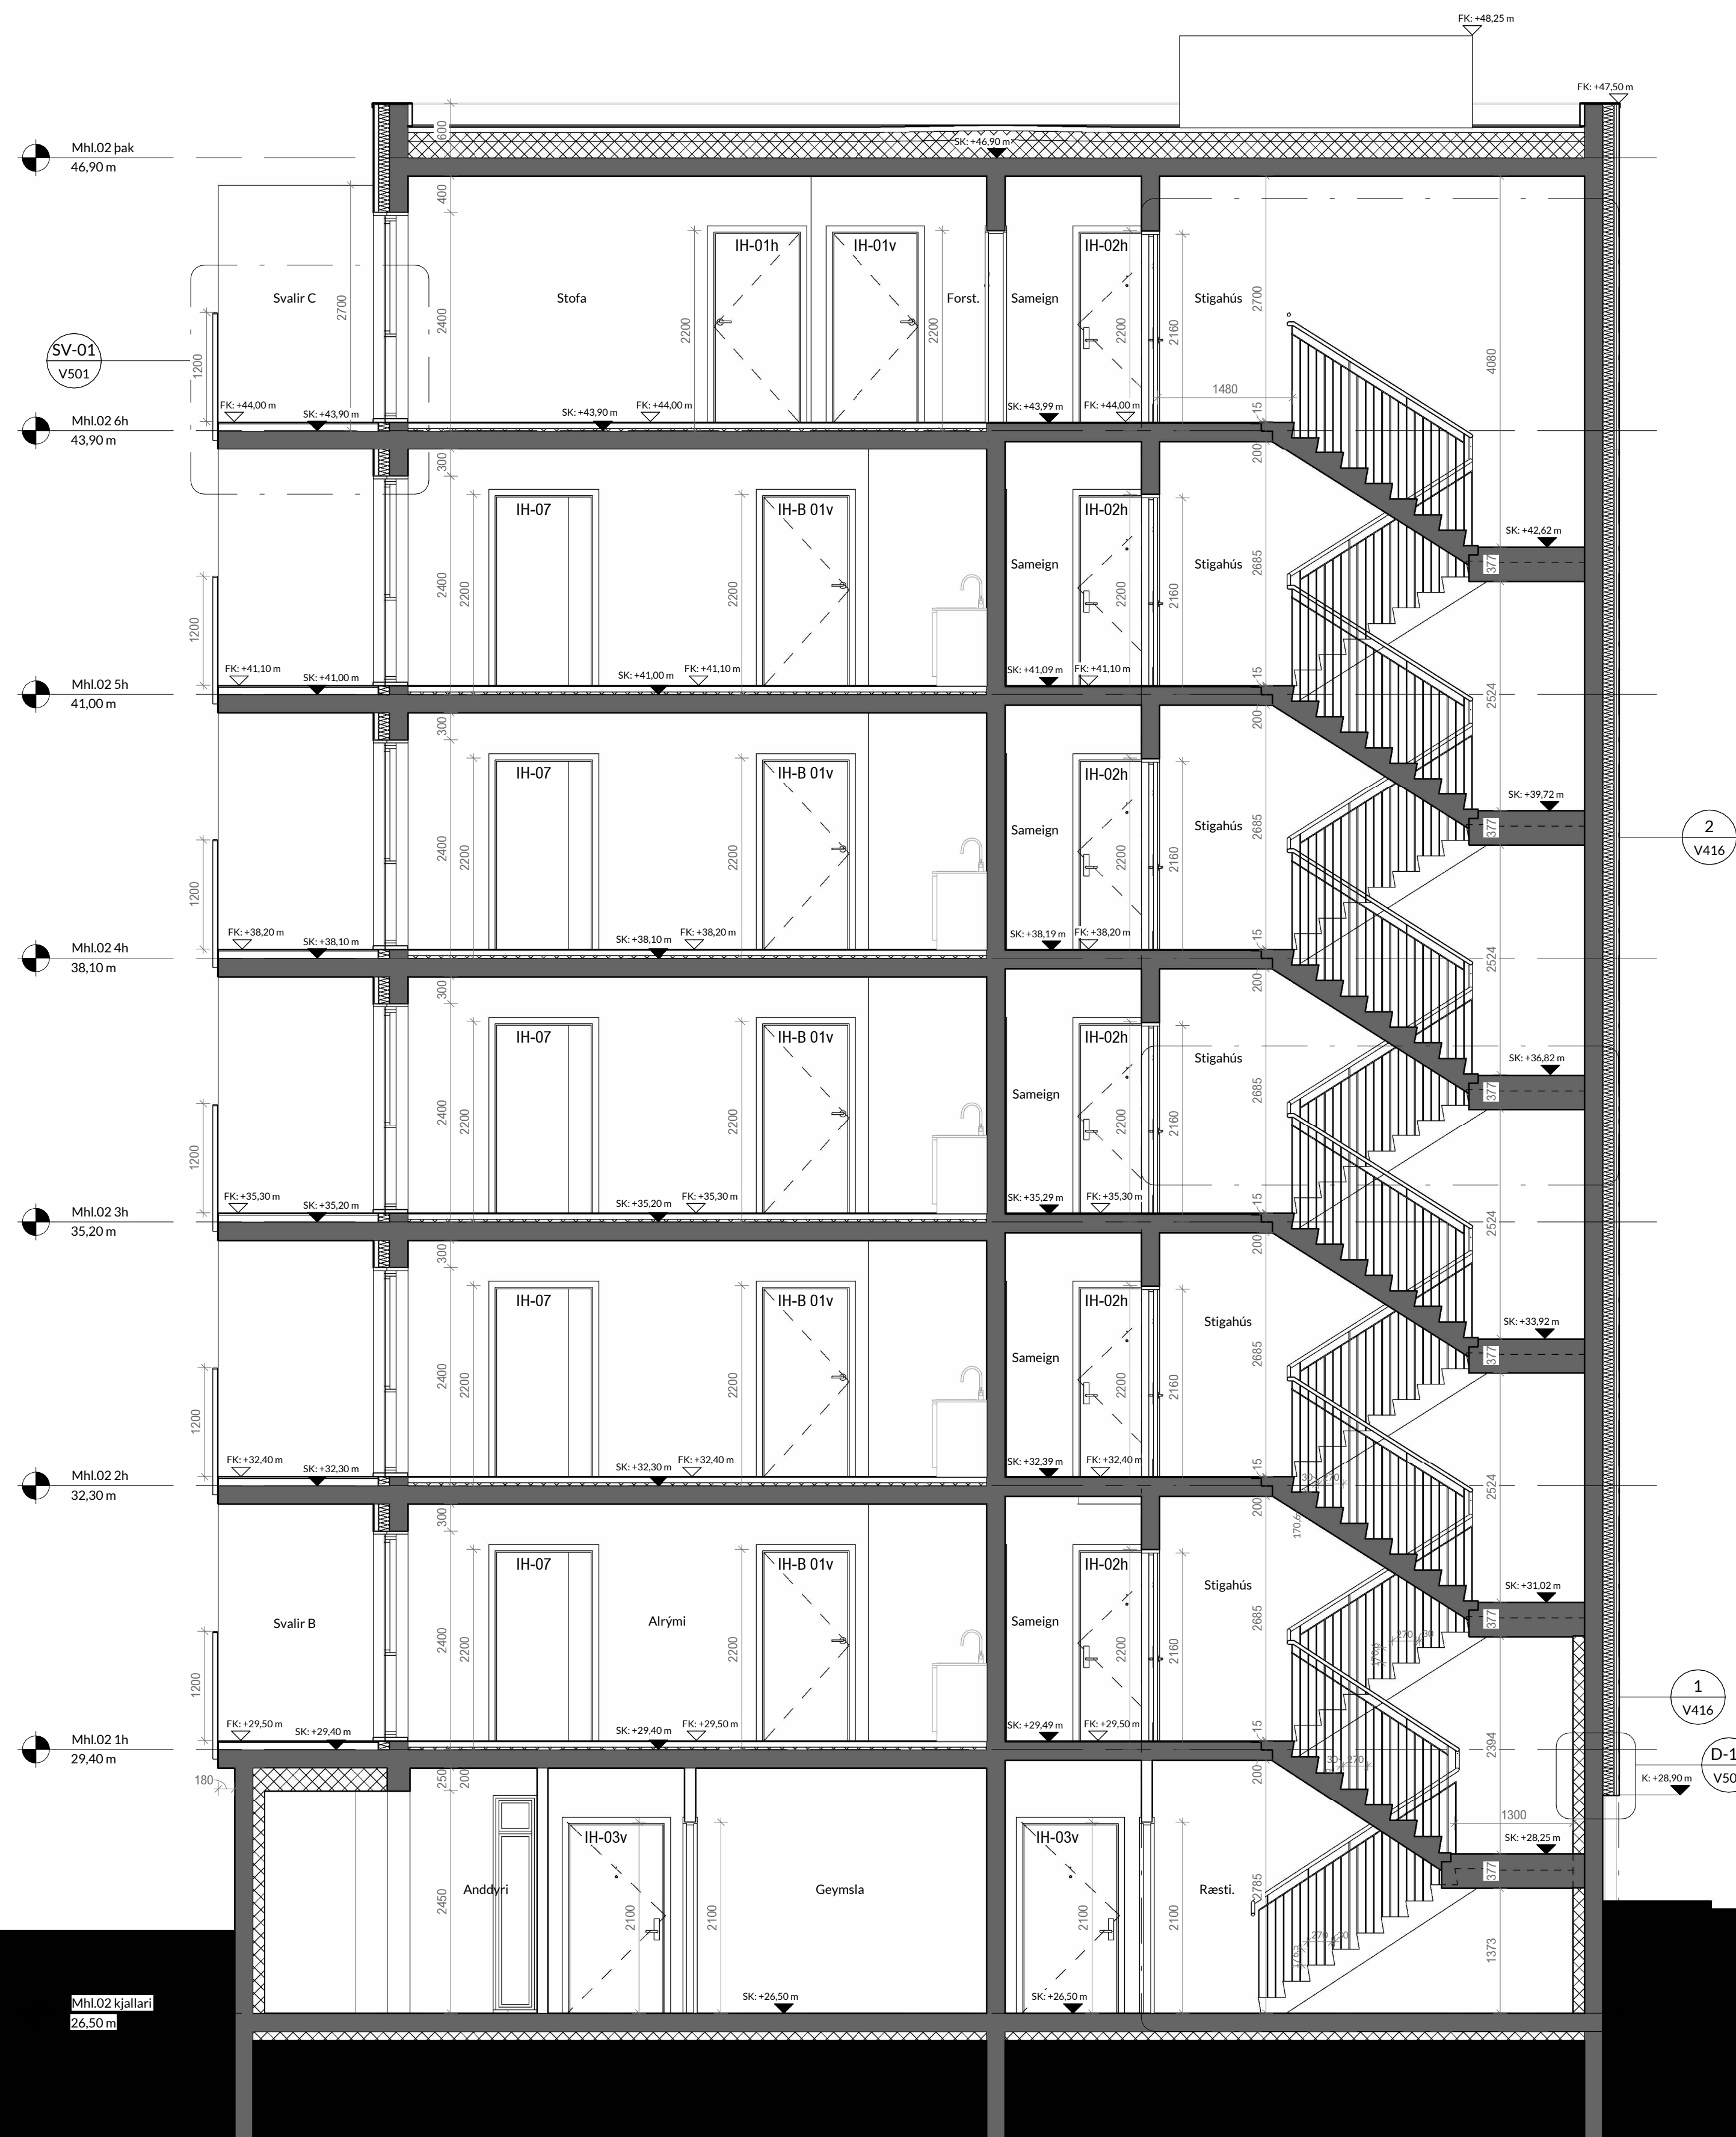 FK: +48,25 m
FK: +47,50 m
600
Mhl.02 þak
46,90 m
SK: +46,90 m
400
IH-01h
IH-01v
IH-02h
Svalir C
2700
2400
Stofa
2200
Forst.
2200
Sameign
2200
2160
Stigahús
2700
4080
SV-01
V501
1200
1480
FK: +44,00 m
SK: +43,90 m
SK: +43,90 m
FK: +44,00 m
SK: +43,99 m
FK: +44,00 m
15
Mhl.02 6h
43,90 m
300
200
IH-07
IH-B 01v
IH-02h
SK: +42,62 m
377
1200
2400
2200
2200
Sameign
2200
2160
Stigahús
2685
FK: +41,10 m
SK: +41,00 m
SK: +41,00 m
FK: +41,10 m
SK: +41,09 m
FK: +41,10 m
15
2524
Mhl.02 5h
41,00 m
300
200
IH-07
IH-B 01v
IH-02h
SK: +39,72 m
377
2
V416
1200
2400
2200
2200
Sameign
2200
2160
Stigahús
2685
FK: +38,20 m
SK: +38,10 m
SK: +38,10 m
FK: +38,20 m
SK: +38,19 m
FK: +38,20 m
15
2524
Mhl.02 4h
38,10 m
300
200
IH-07
IH-B 01v
IH-02h
Stigahús
SK: +36,82 m
377
1200
2400
2200
2200
Sameign
2200
2160
2685
FK: +35,30 m
SK: +35,20 m
SK: +35,20 m
FK: +35,30 m
SK: +35,29 m
FK: +35,30 m
15
2524
Mhl.02 3h
35,20 m
300
200
IH-07
IH-B 01v
IH-02h
Stigahús
SK: +33,92 m
377
1200
2400
2200
2200
Sameign
2200
2160
2685
FK: +32,40 m
SK: +32,30 m
SK: +32,30 m
FK: +32,40 m
SK: +32,39 m
FK: +32,40 m
15
30
270
2524
Mhl.02 2h
32,30 m
300
200
IH-07
IH-B 01v
IH-02h
Stigahús
SK: +31,02 m
377
Svalir B
Alrými
Sameign
1200
2400
2200
2200
2200
2160
2685
270
30
1
V416
FK: +29,50 m
SK: +29,40 m
SK: +29,40 m
FK: +29,50 m
SK: +29,49 m
FK: +29,50 m
15
2394
Mhl.02 1h
29,40 m
30
270
180
250
200
200
D-1
V50
K: +28,90 m
1300
IH-03v
IH-03v
SK: +28,25 m
377
Anddyri
Geymsla
Ræsti.
2450
2100
2100
2100
2100
2785
270
30
1373
SK: +26,50 m
SK: +26,50 m
Mhl.02 kjallari
26,50 m